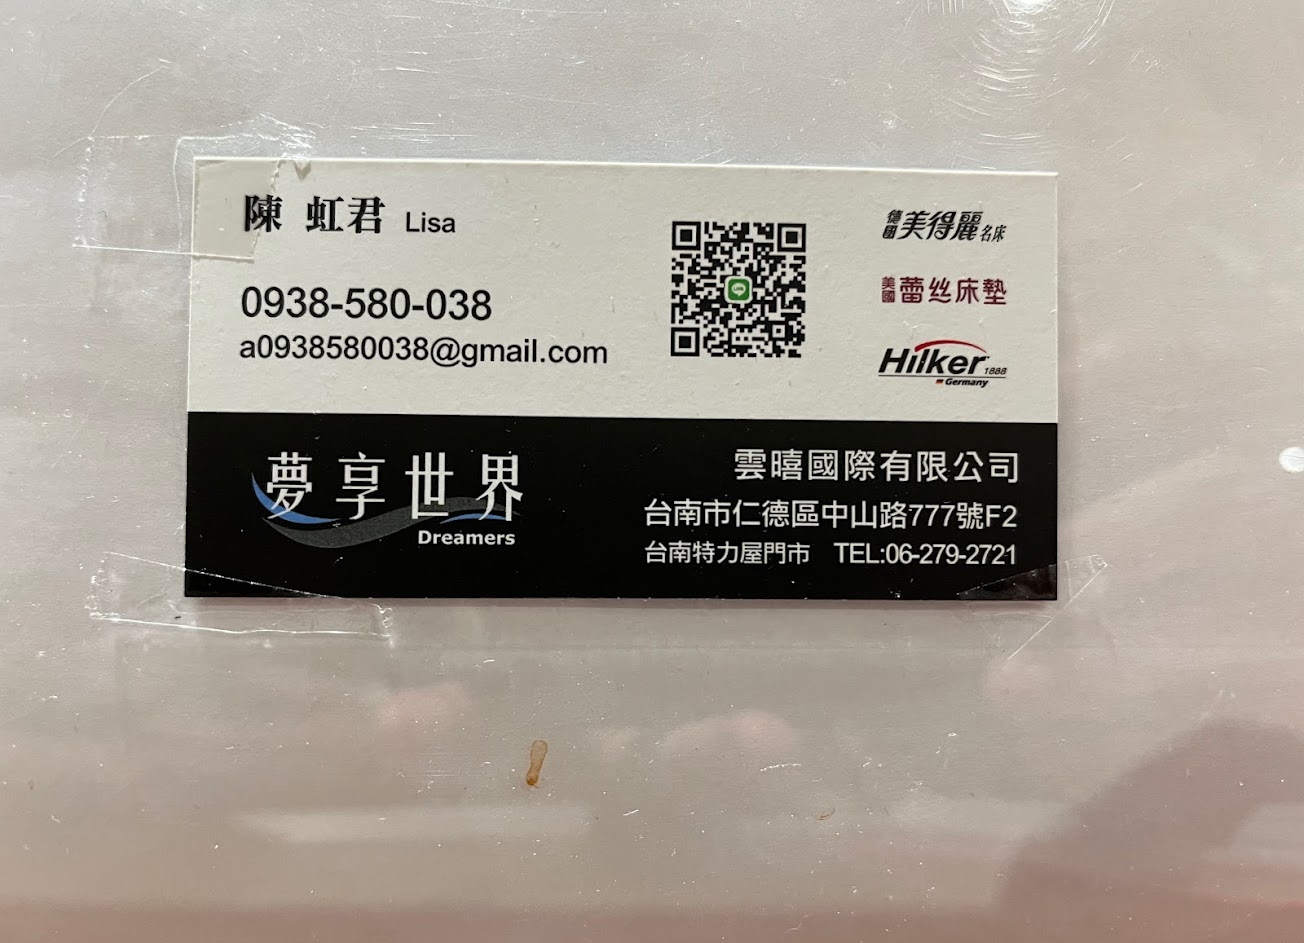 陳 虹君 Lisa
0938-580-038
a0938580038@gmail.com
LINE
德國美得麗名床
美國蕾丝床墊
Hilker 1888
Germany
夢享世界
Dreamers
雲暿國際有限公司
台南市仁德區中山路777號F2
台南特力屋門市 TEL:06-279-2721